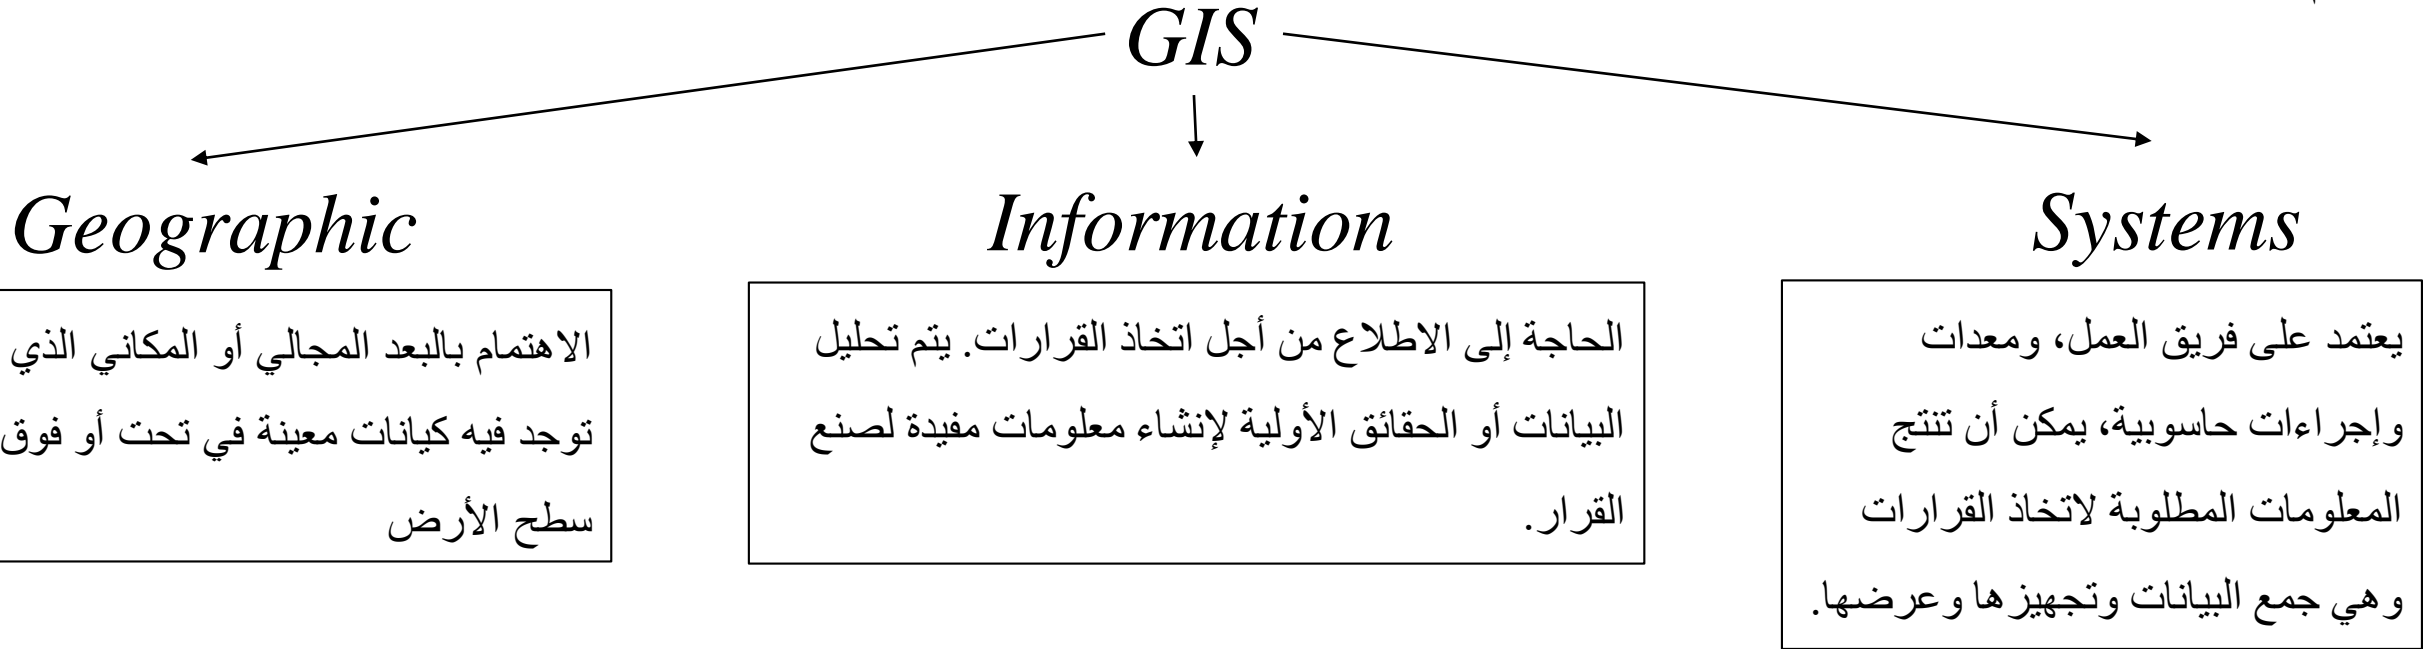 GIS
Geographic
الاهتمام بالبعد المجالي أو المكاني الذي
توجد فيه كيانات معينة في تحت أو فوق
سطح الأرض
Information
الحاجة إلى الاطلاع من أجل اتخاذ القرارات. يتم تحليل
البيانات أو الحقائق الأولية لإنشاء معلومات مفيدة لصنع
القرار.
Systems
يعتمد على فريق العمل، ومعدات
وإجراءات حاسوبية، يمكن أن تنتج
المعلومات المطلوبة لاتخاذ القرارات
وهي جمع البيانات وتجهيزها وعرضها.